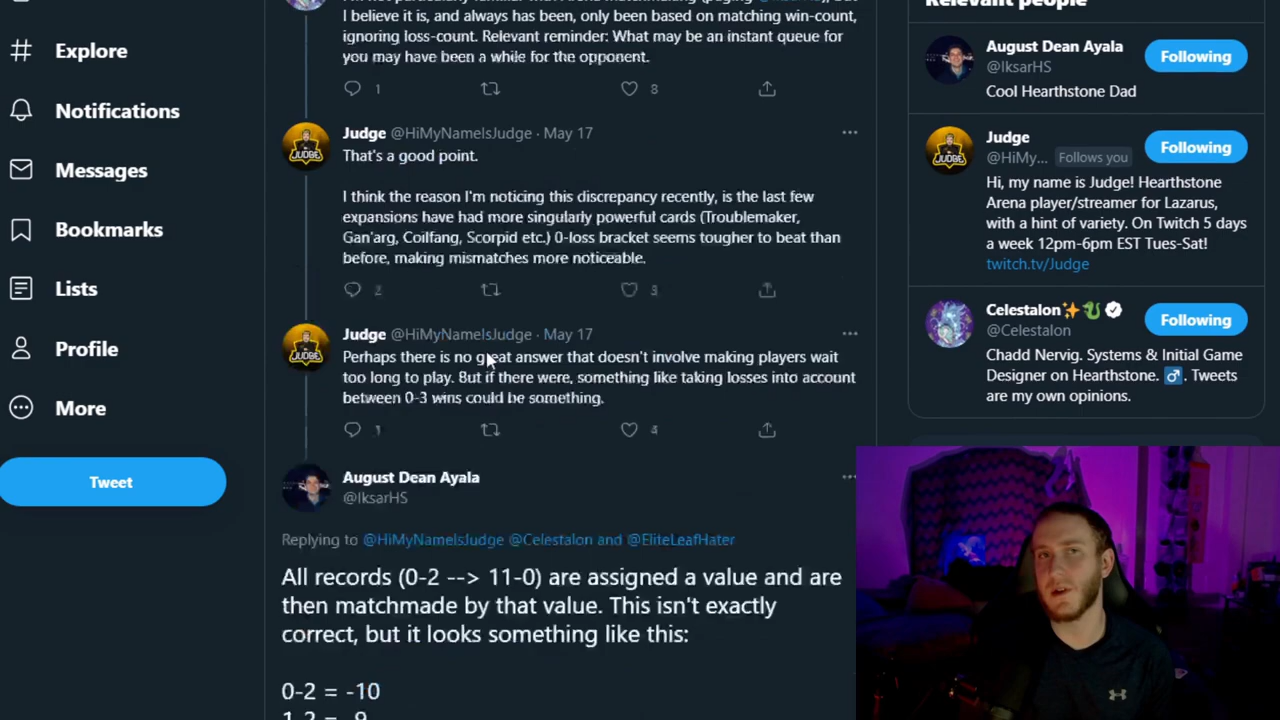 I believe it is, and always has been, only been based on matching win-count,
ignoring loss-count. Relevant reminder: What may be an instant queue for
you may have been a while for the opponent.
1
8
Judge @HiMyNameIsJudge · May 17
That's a good point.
I think the reason I'm noticing this discrepancy recently, is the last few
expansions have had more singularly powerful cards (Troublemaker,
Gan'arg, Coilfang, Scorpid etc.) 0-loss bracket seems tougher to beat than
before, making mismatches more noticeable.
2
3
Judge @HiMyNameIsJudge · May 17
Perhaps there is no great answer that doesn't involve making players wait
too long to play. But if there were, something like taking losses into account
between 0-3 wins could be something.
1
4
August Dean Ayala
@IksarHS
Replying to @HiMyNameIsJudge @Celestalon and @EliteLeafHater
All records (0-2 --> 11-0) are assigned a value and are
then matchmade by that value. This isn't exactly
correct, but it looks something like this:
0-2 = -10
1-2 = -9
Explore
Notifications
Messages
Bookmarks
Lists
Profile
More
Tweet
Relevant people
August Dean Ayala
@IksarHS
Following
Cool Hearthstone Dad
Judge
@HiMy... Follows you
Following
Hi, my name is Judge! Hearthstone
Arena player/streamer for Lazarus,
with a hint of variety. On Twitch 5 days
a week 12pm-6pm EST Tues-Sat!
twitch.tv/Judge
Celestalon✨🐉
@Celestalon
Following
Chadd Nervig. Systems & Initial Game
Designer on Hearthstone. ♂️. Tweets
are my own opinions.